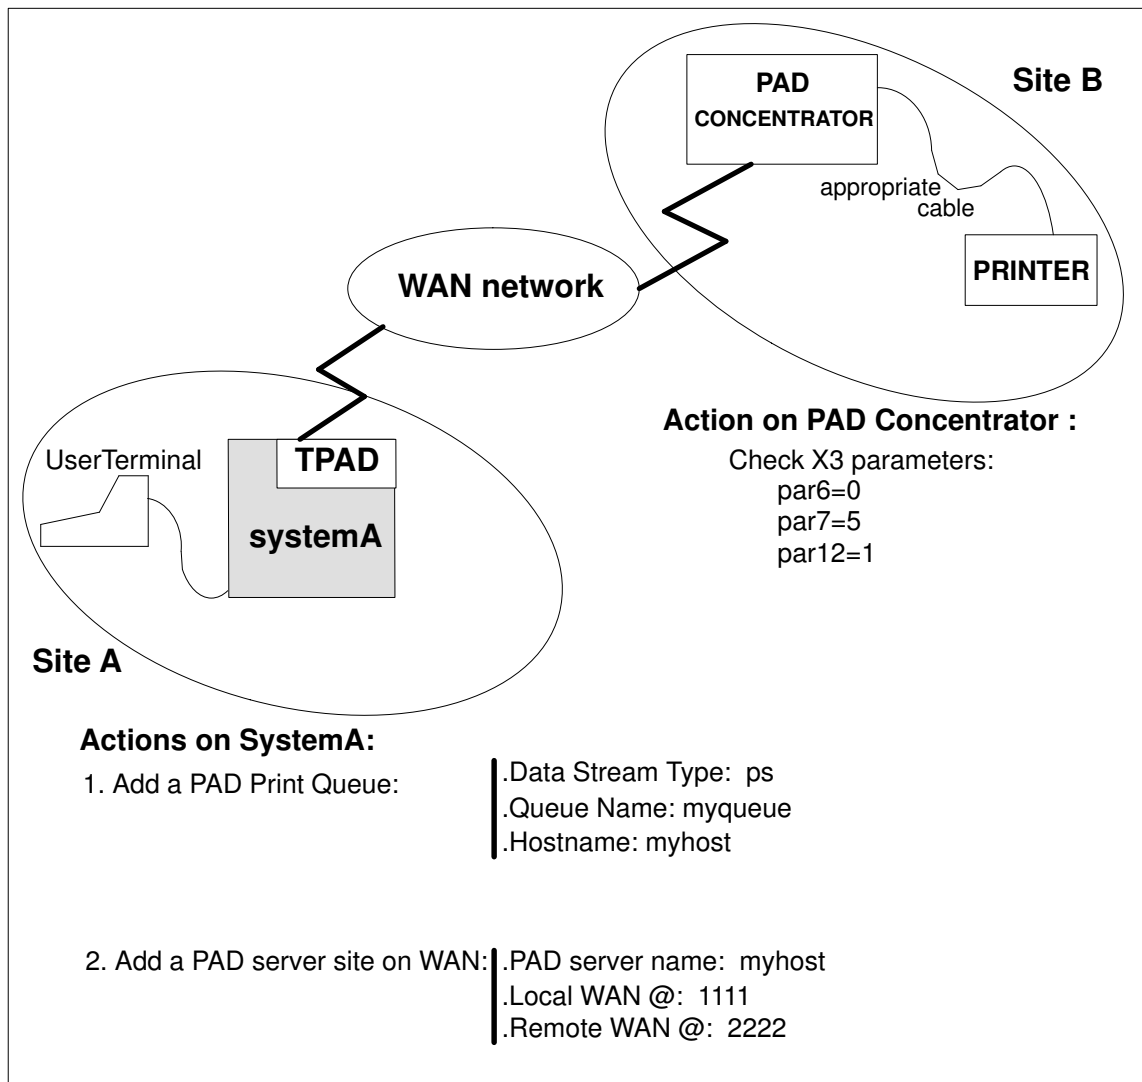 Site B
PAD
CONCENTRATOR
appropriate
cable
PRINTER
WAN network
Action on PAD Concentrator :
Check X3 parameters:
par6=0
par7=5
par12=1
UserTerminal
TPAD
systemA
Site A
Actions on SystemA:
1. Add a PAD Print Queue:
.Data Stream Type: ps
.Queue Name: myqueue
.Hostname: myhost
2. Add a PAD server site on WAN:
.PAD server name: myhost
.Local WAN @: 1111
.Remote WAN @: 2222